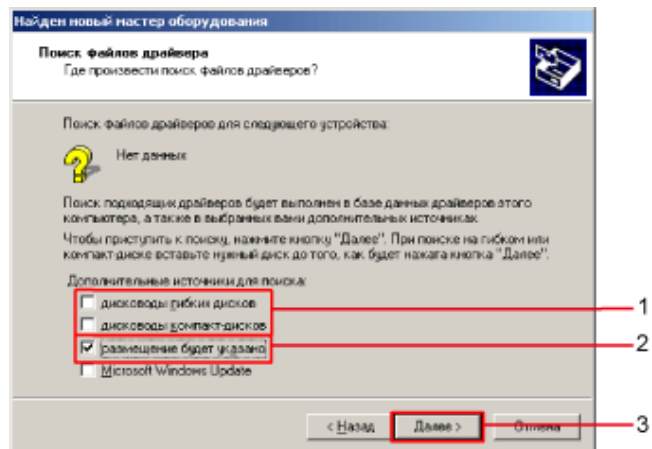 Найден новый мастер оборудования
Поиск файлов драйвера
Где произвести поиск файлов драйверов?
Поиск файлов драйверов для следующего устройства:
Нет данных
Поиск подходящих драйверов будет выполнен в базе данных драйверов этого
компьютера, а также в выбранных вами дополнительных источниках.
Чтобы приступить к поиску, нажмите кнопку "Далее". При поиске на гибком или
компакт-диске вставьте нужный диск до того, как будет нажата кнопка "Далее".
Дополнительные источники для поиска:
дисководы гибких дисков
1
дисководы компакт-дисков
размещение будет указано
2
Microsoft Windows Update
< Назад
Далее >
Отмена
3